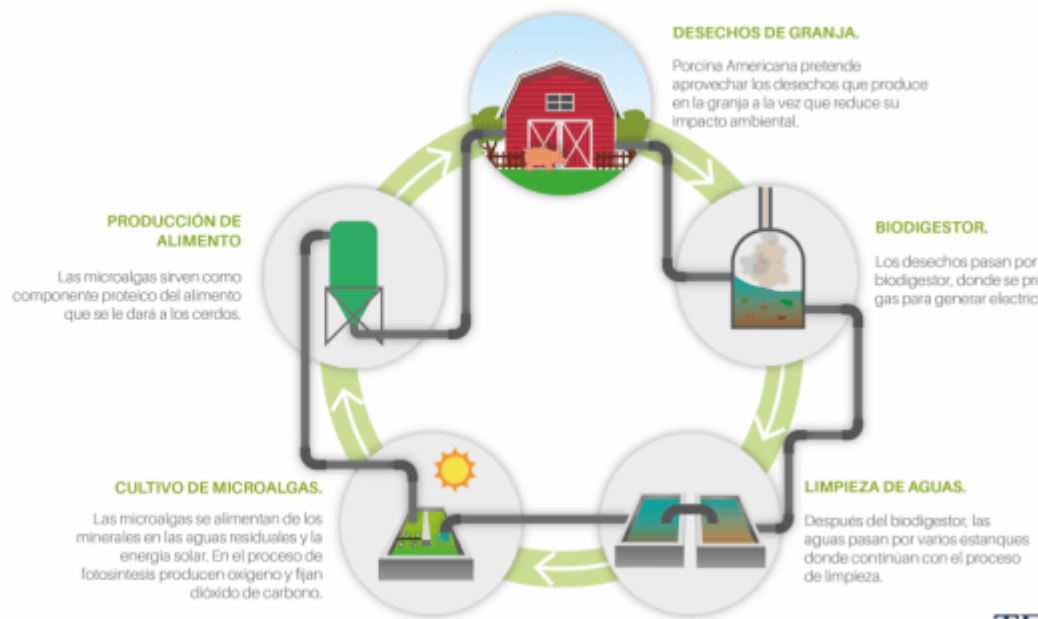 DESECHOS DE GRANJA.
Porcina Americana pretende
aprovechar los desechos que produce
en la granja a la vez que reduce su
impacto ambiental.
BIODIGESTOR.
Los desechos pasan por
biodigestor, donde se
gas para generar
LIMPIEZA DE AGUAS.
Después del biodigestor, las
aguas pasan por varios estanques
donde continúan con el proceso
de limpieza.
CULTIVO DE MICROALGAS.
Las microalgas se alimentan de los
minerales en las aguas residuales y la
energía solar. En el proceso de
fotosíntesis producen oxígeno y fijan
dióxido de carbono.
PRODUCCIÓN DE
ALIMENTO
Las microalgas sirven como
componente proteico del alimento
que se le dará a los cerdos.